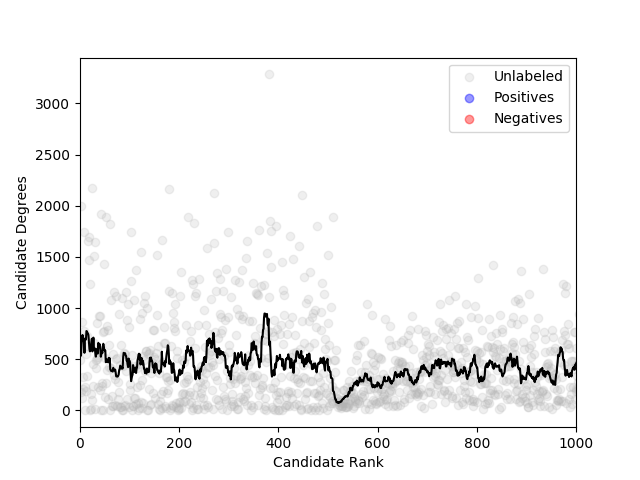 Unlabeled
Positives
Negatives
3000
2500
2000
1500
1000
500
0
Candidate Degrees
0 200 400 600 800 1000
Candidate Rank